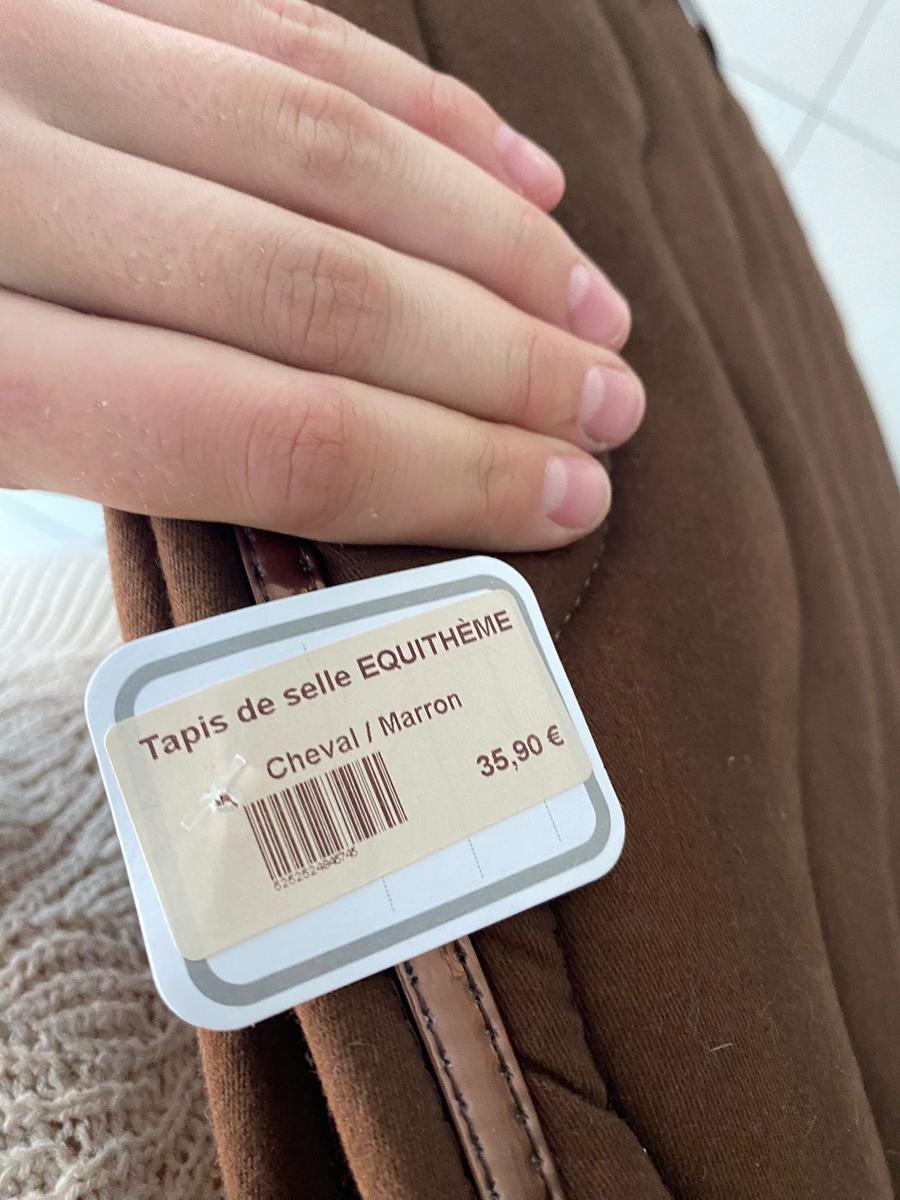 Tapis de selle EQUITHÈME
Cheval / Marron
35,90 €